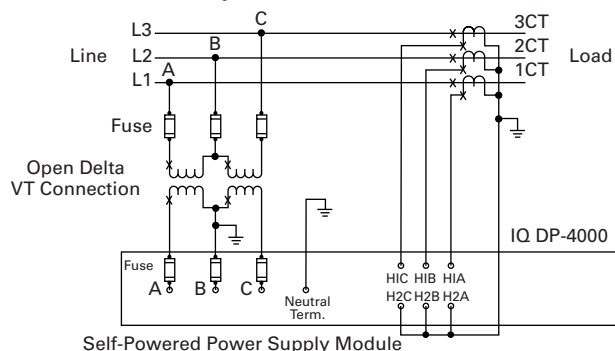 L3 C 3CT
Line L2 B 2CT Load
L1 A 1CT
Fuse
Open Delta
VT Connection
IQ DP-4000
Fuse
HIC HIB HIA
A B C Neutral Term. H2C H2B H2A
Self-Powered Power Supply Module